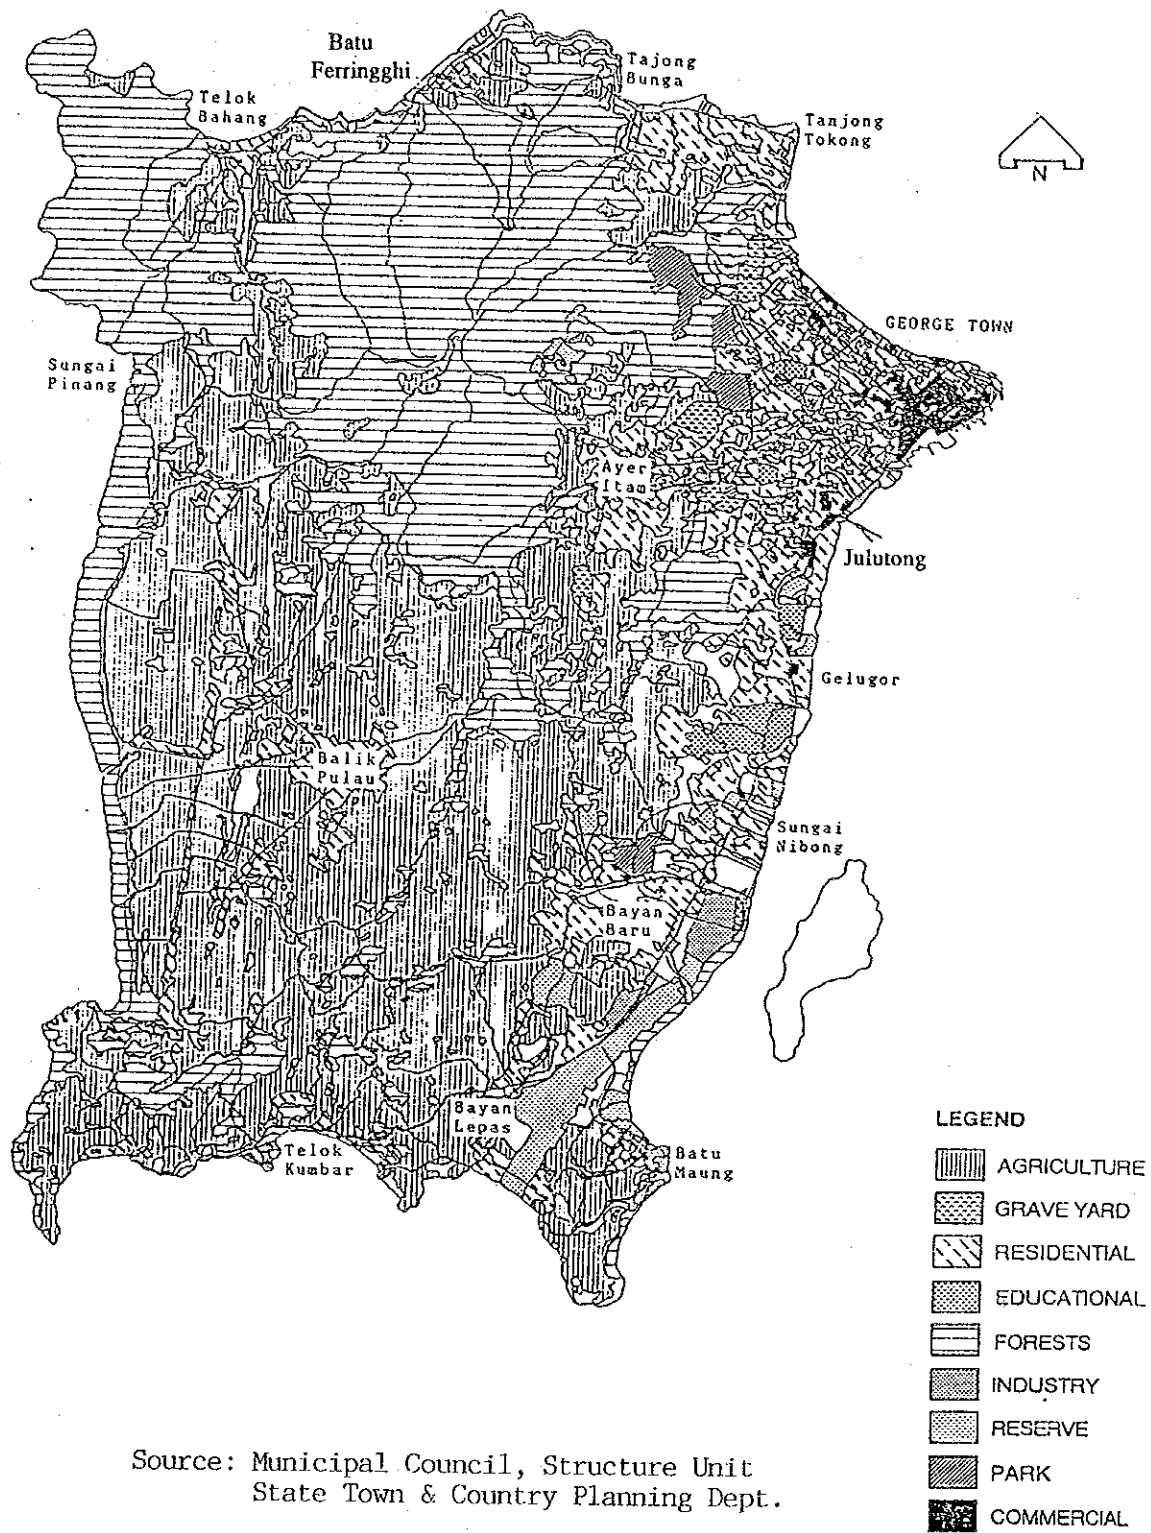 Batu
Ferringghi
Tajong
Bunga
Telok
Bahang
Tanjong
Tokong
N
GEORGE TOWN
Sungai
Pinang
Ayer
Itam
Julutong
Gelugor
Balik
Pulau
Sungai
Nibong
Bayan
Baru
Bayan
Lepas
Telok
Kumbar
Batu
Maung
LEGEND
AGRICULTURE
GRAVE YARD
RESIDENTIAL
EDUCATIONAL
FORESTS
INDUSTRY
RESERVE
PARK
COMMERCIAL
Source: Municipal Council, Structure Unit
State Town & Country Planning Dept.